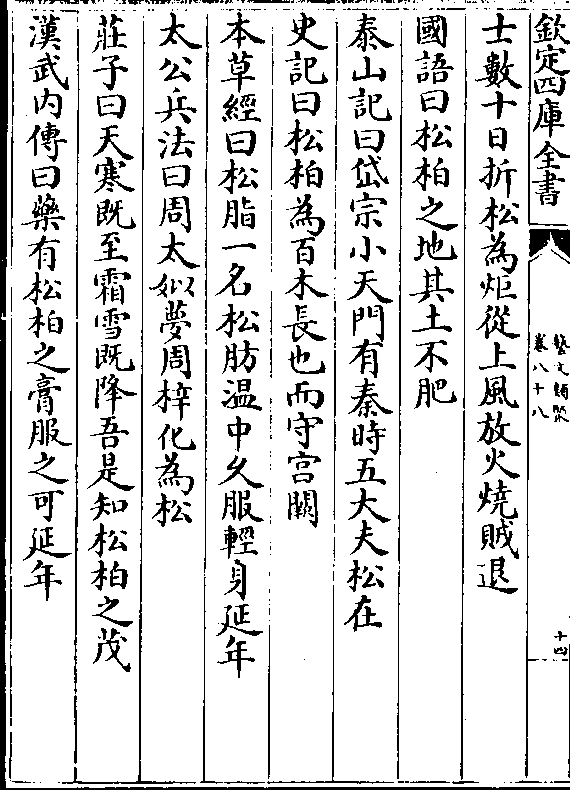 欽定四庫全書
藝文類聚
卷八十八
十四
士數十日折松為炬從上風放火燒賊退
國語曰松柏之地其土不肥
泰山記曰岱宗小天門有秦時五大夫松在
史記曰松柏為百木長也而守宫闕
本草經曰松脂一名松肪温中久服輕身延年
太公兵法曰周太姒夢周梓化為松
莊子曰天寒既至霜雪既降吾是知松柏之茂
漢武内傳曰藥有松柏之膏服之可延年